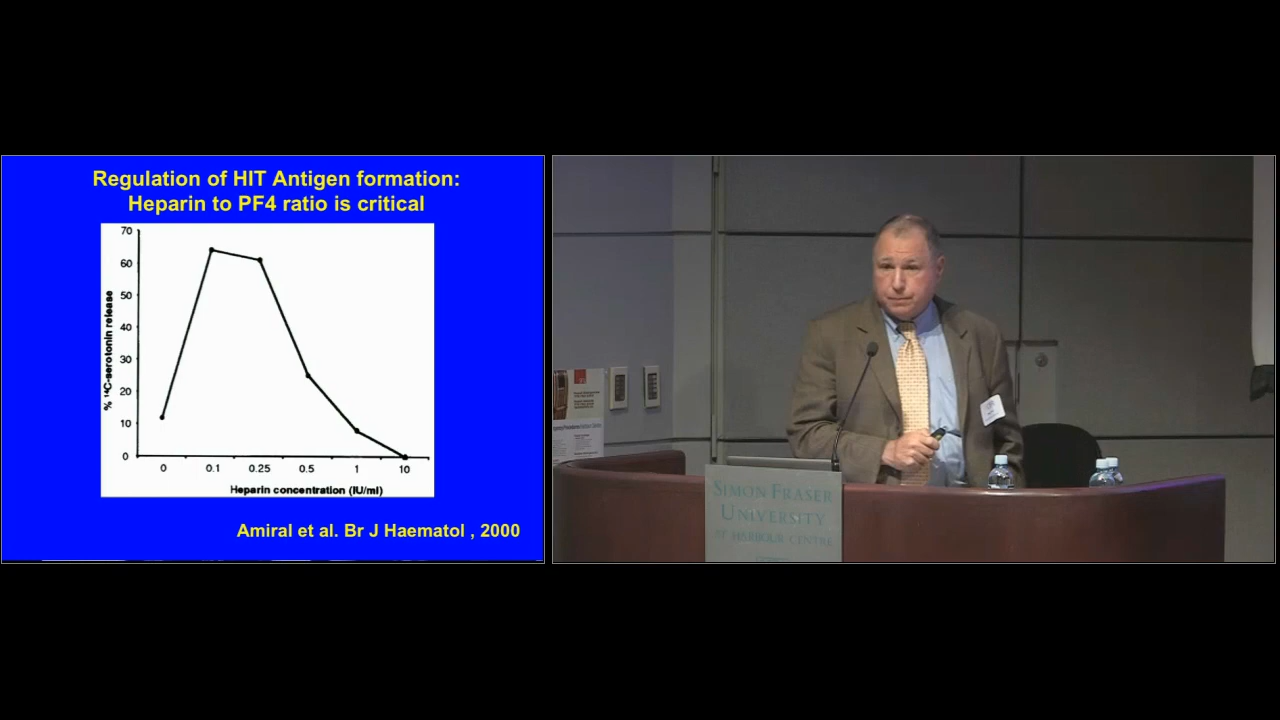 Regulation of HIT Antigen formation:
Heparin to PF4 ratio is critical
70
60
50
40
30
20
10
0
% ¹⁴C-serotonin release
0 0.1 0.25 0.5 1 10
Heparin concentration (IU/ml)
Amiral et al. Br J Haematol , 2000
SIMON FRASER
UNIVERSITY
AT HARBOUR CENTRE